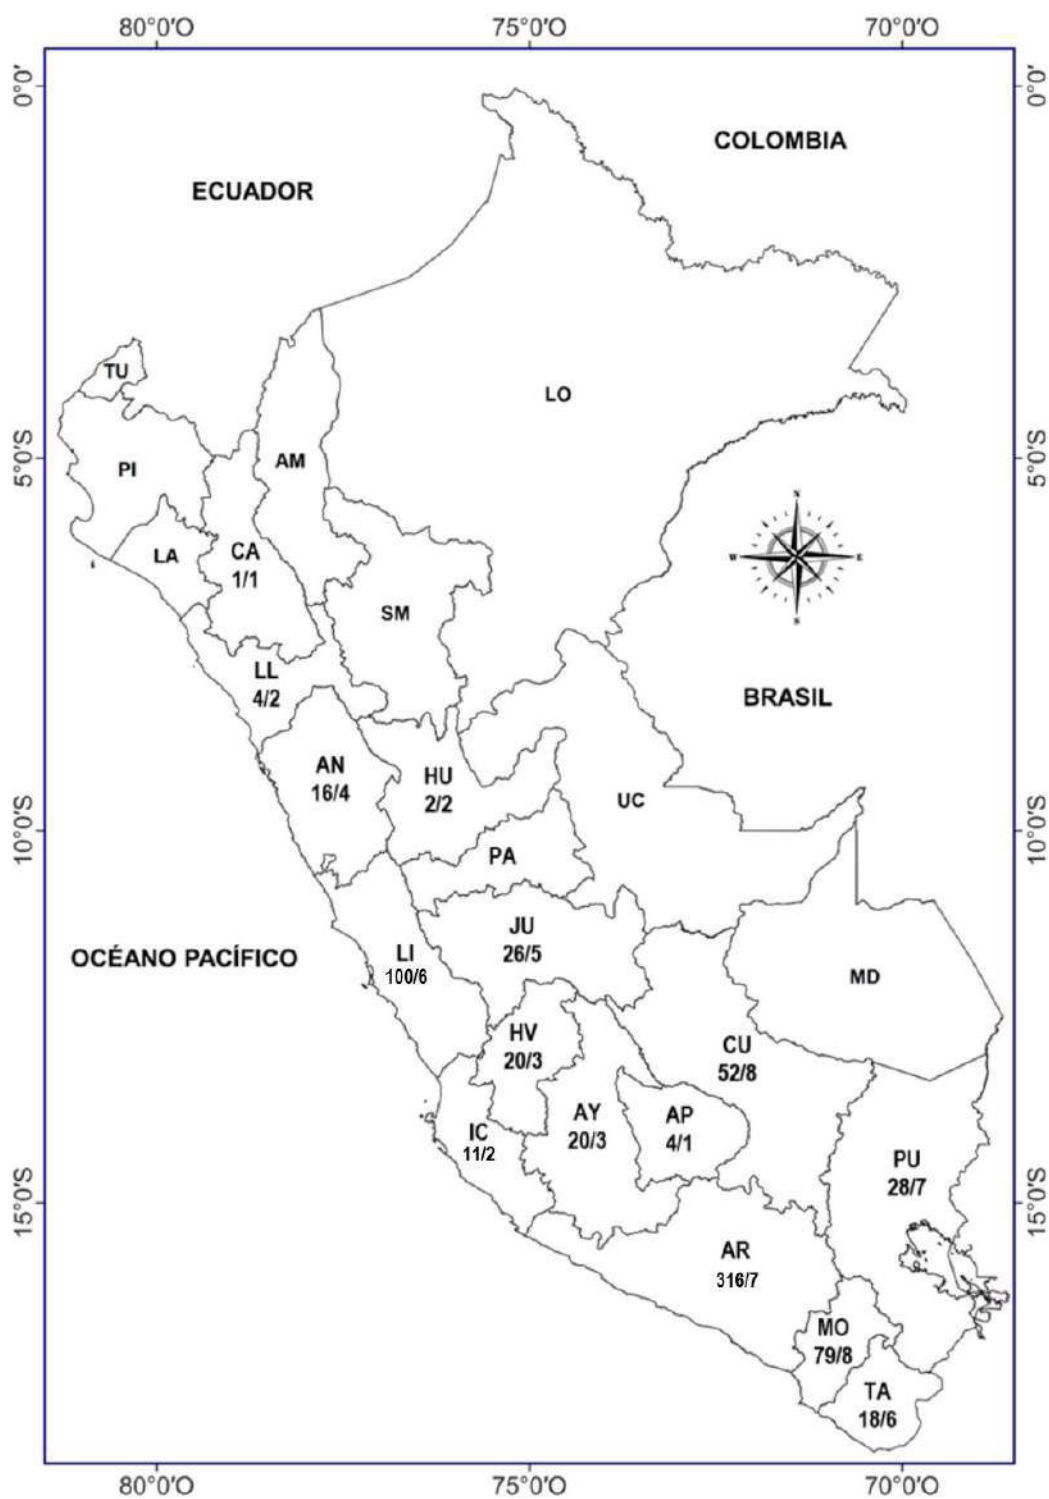 80°0'O 75°0'O 70°0'O
0°0' 0°0'
COLOMBIA
ECUADOR
TU
LO
5°0'S 5°0'S
PI
AM
N
W E
S
LA
CA
1/1
SM
LL
4/2
BRASIL
AN
16/4
HU
2/2
UC
10°0'S 10°0'S
PA
JU
26/5
OCÉANO PACÍFICO
LI
100/6
MD
HV
20/3
CU
52/8
AY
20/3
AP
4/1
IC
11/2
PU
28/7
15°0'S 15°0'S
AR
316/7
MO
79/8
TA
18/6
80°0'O 75°0'O 70°0'O